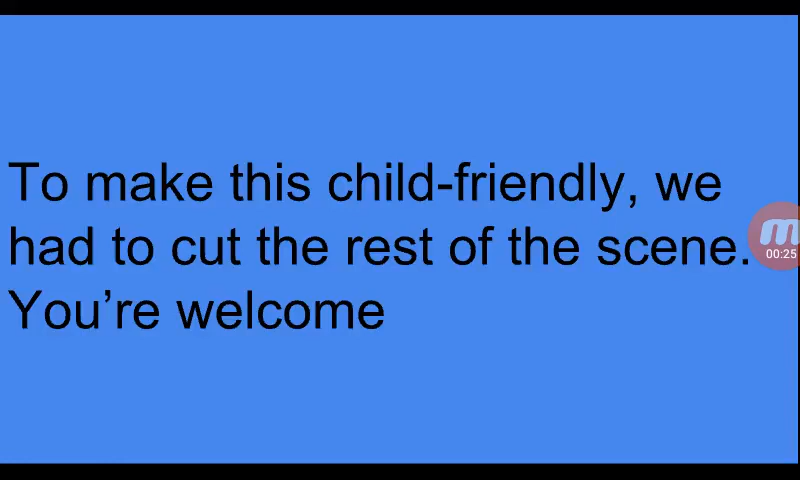 To make this child-friendly, we
had to cut the rest of the scene.
You’re welcome
m
00:25